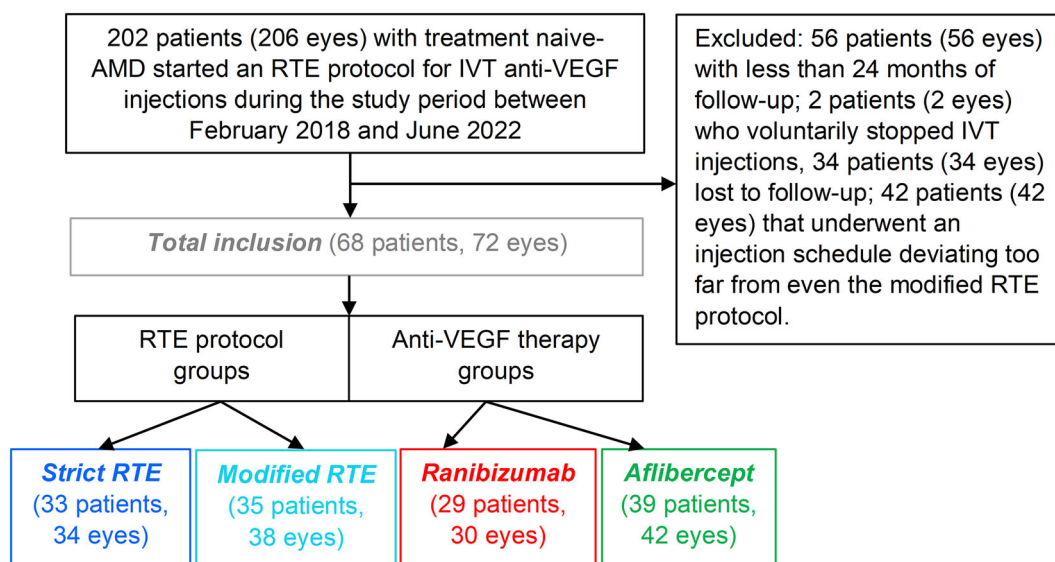 202 patients (206 eyes) with treatment naive-
AMD started an RTE protocol for IVT anti-VEGF
injections during the study period between
February 2018 and June 2022
Excluded: 56 patients (56 eyes)
with less than 24 months of
follow-up; 2 patients (2 eyes)
who voluntarily stopped IVT
injections, 34 patients (34 eyes)
lost to follow-up; 42 patients (42
eyes) that underwent an
injection schedule deviating too
far from even the modified RTE
protocol.
Total inclusion (68 patients, 72 eyes)
RTE protocol
groups
Anti-VEGF therapy
groups
Strict RTE
(33 patients,
34 eyes)
Modified RTE
(35 patients,
38 eyes)
Ranibizumab
(29 patients,
30 eyes)
Aflibercept
(39 patients,
42 eyes)